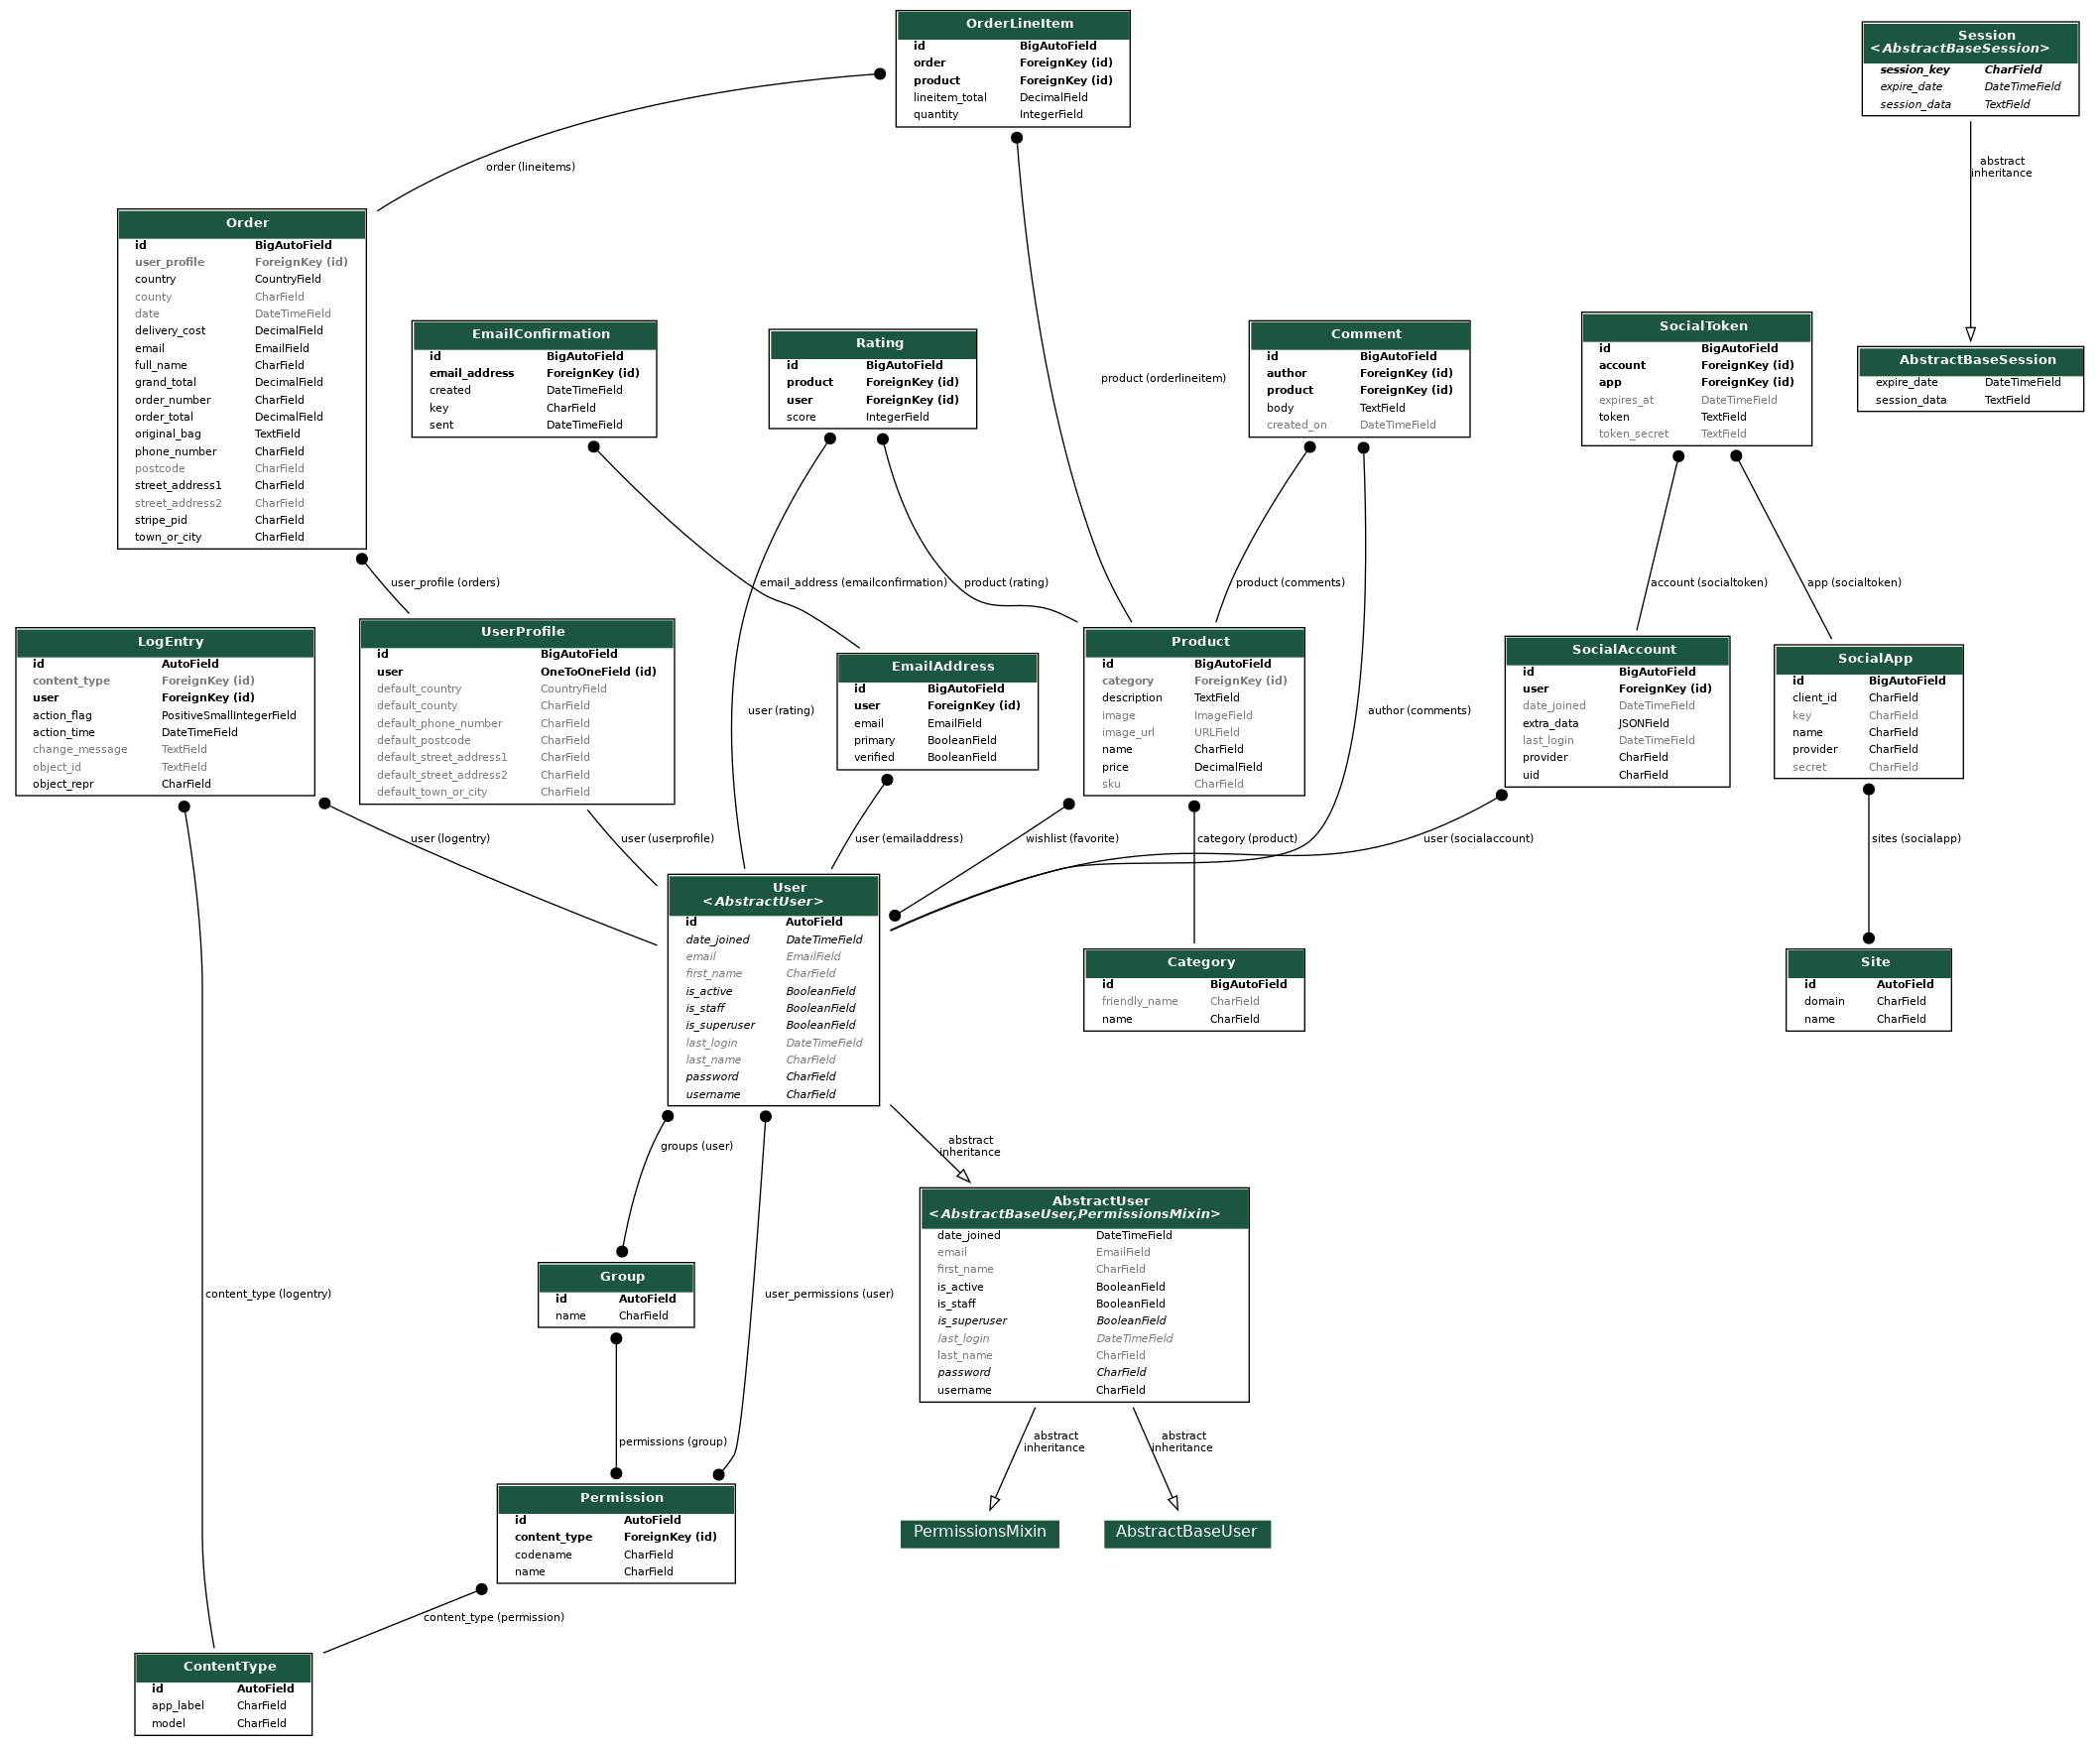 OrderLineItem
id BigAutoField
order ForeignKey (id)
product ForeignKey (id)
lineitem_total DecimalField
quantity IntegerField
Session
<AbstractBaseSession>
session_key CharField
expire_date DateTimeField
session_data TextField
order (lineitems)
abstract
inheritance
Order
id BigAutoField
user_profile ForeignKey (id)
country CountryField
county CharField
date DateTimeField
delivery_cost DecimalField
email EmailField
full_name CharField
grand_total DecimalField
order_number CharField
order_total DecimalField
original_bag TextField
phone_number CharField
postcode CharField
street_address1 CharField
street_address2 CharField
stripe_pid CharField
town_or_city CharField
EmailConfirmation
id BigAutoField
email_address ForeignKey (id)
created DateTimeField
key CharField
sent DateTimeField
Rating
id BigAutoField
product ForeignKey (id)
user ForeignKey (id)
score IntegerField
product (orderlineitem)
Comment
id BigAutoField
author ForeignKey (id)
product ForeignKey (id)
body TextField
created_on DateTimeField
SocialToken
id BigAutoField
account ForeignKey (id)
app ForeignKey (id)
expires_at DateTimeField
token TextField
token_secret TextField
AbstractBaseSession
expire_date DateTimeField
session_data TextField
user_profile (orders)
email_address (emailconfirmation)
product (rating)
product (comments)
account (socialtoken)
app (socialtoken)
LogEntry
id AutoField
content_type ForeignKey (id)
user ForeignKey (id)
action_flag PositiveSmallIntegerField
action_time DateTimeField
change_message TextField
object_id TextField
object_repr CharField
UserProfile
id BigAutoField
user OneToOneField (id)
default_country CountryField
default_county CharField
default_phone_number CharField
default_postcode CharField
default_street_address1 CharField
default_street_address2 CharField
default_town_or_city CharField
user (rating)
EmailAddress
id BigAutoField
user ForeignKey (id)
email EmailField
primary BooleanField
verified BooleanField
Product
id BigAutoField
category ForeignKey (id)
description TextField
image ImageField
image_url URLField
name CharField
price DecimalField
sku CharField
author (comments)
SocialAccount
id BigAutoField
user ForeignKey (id)
date_joined DateTimeField
extra_data JSONField
last_login DateTimeField
provider CharField
uid CharField
SocialApp
id BigAutoField
client_id CharField
key CharField
name CharField
provider CharField
secret CharField
user (logentry)
user (userprofile)
user (emailaddress)
wishlist (favorite)
category (product)
user (socialaccount)
sites (socialapp)
User
<AbstractUser>
id AutoField
date_joined DateTimeField
email EmailField
first_name CharField
is_active BooleanField
is_staff BooleanField
is_superuser BooleanField
last_login DateTimeField
last_name CharField
password CharField
username CharField
Category
id BigAutoField
friendly_name CharField
name CharField
Site
id AutoField
domain CharField
name CharField
groups (user)
abstract
inheritance
AbstractUser
<AbstractBaseUser,PermissionsMixin>
date_joined DateTimeField
email EmailField
first_name CharField
is_active BooleanField
is_staff BooleanField
is_superuser BooleanField
last_login DateTimeField
last_name CharField
password CharField
username CharField
Group
id AutoField
name CharField
content_type (logentry)
user_permissions (user)
permissions (group)
abstract
inheritance
abstract
inheritance
Permission
id AutoField
content_type ForeignKey (id)
codename CharField
name CharField
PermissionsMixin
AbstractBaseUser
content_type (permission)
ContentType
id AutoField
app_label CharField
model CharField